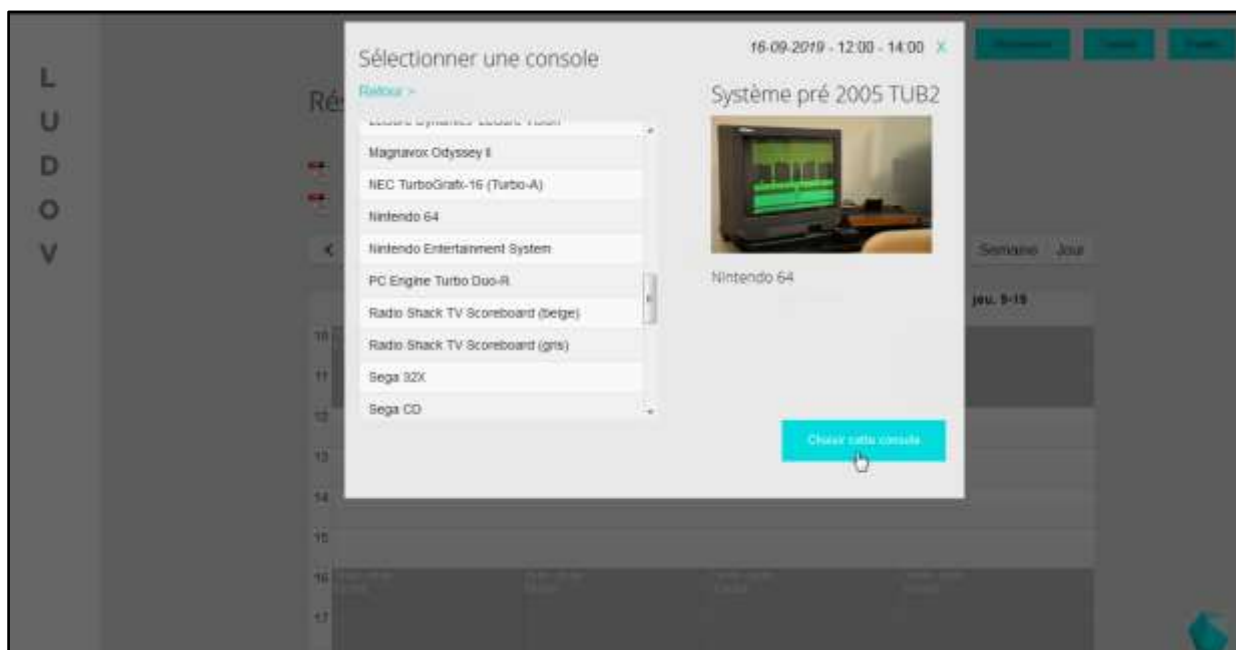 L
U
D
O
V
Rés
Sélectionner une console
16-09-2019 - 12:00 - 14:00 X
Retour >
Système pré 2005 TUB2
Magnavox Odyssey II
NEC TurboGrafx-16 (Turbo-A)
Nintendo 64
Nintendo Entertainment System
PC Engine Turbo Duo-R
Radio Shack TV Scoreboard (beige)
Radio Shack TV Scoreboard (gris)
Sega 32X
Sega CD
Nintendo 64
Choisir cette console
< Semaine Jour
10
11
12
13
14
15
16
17